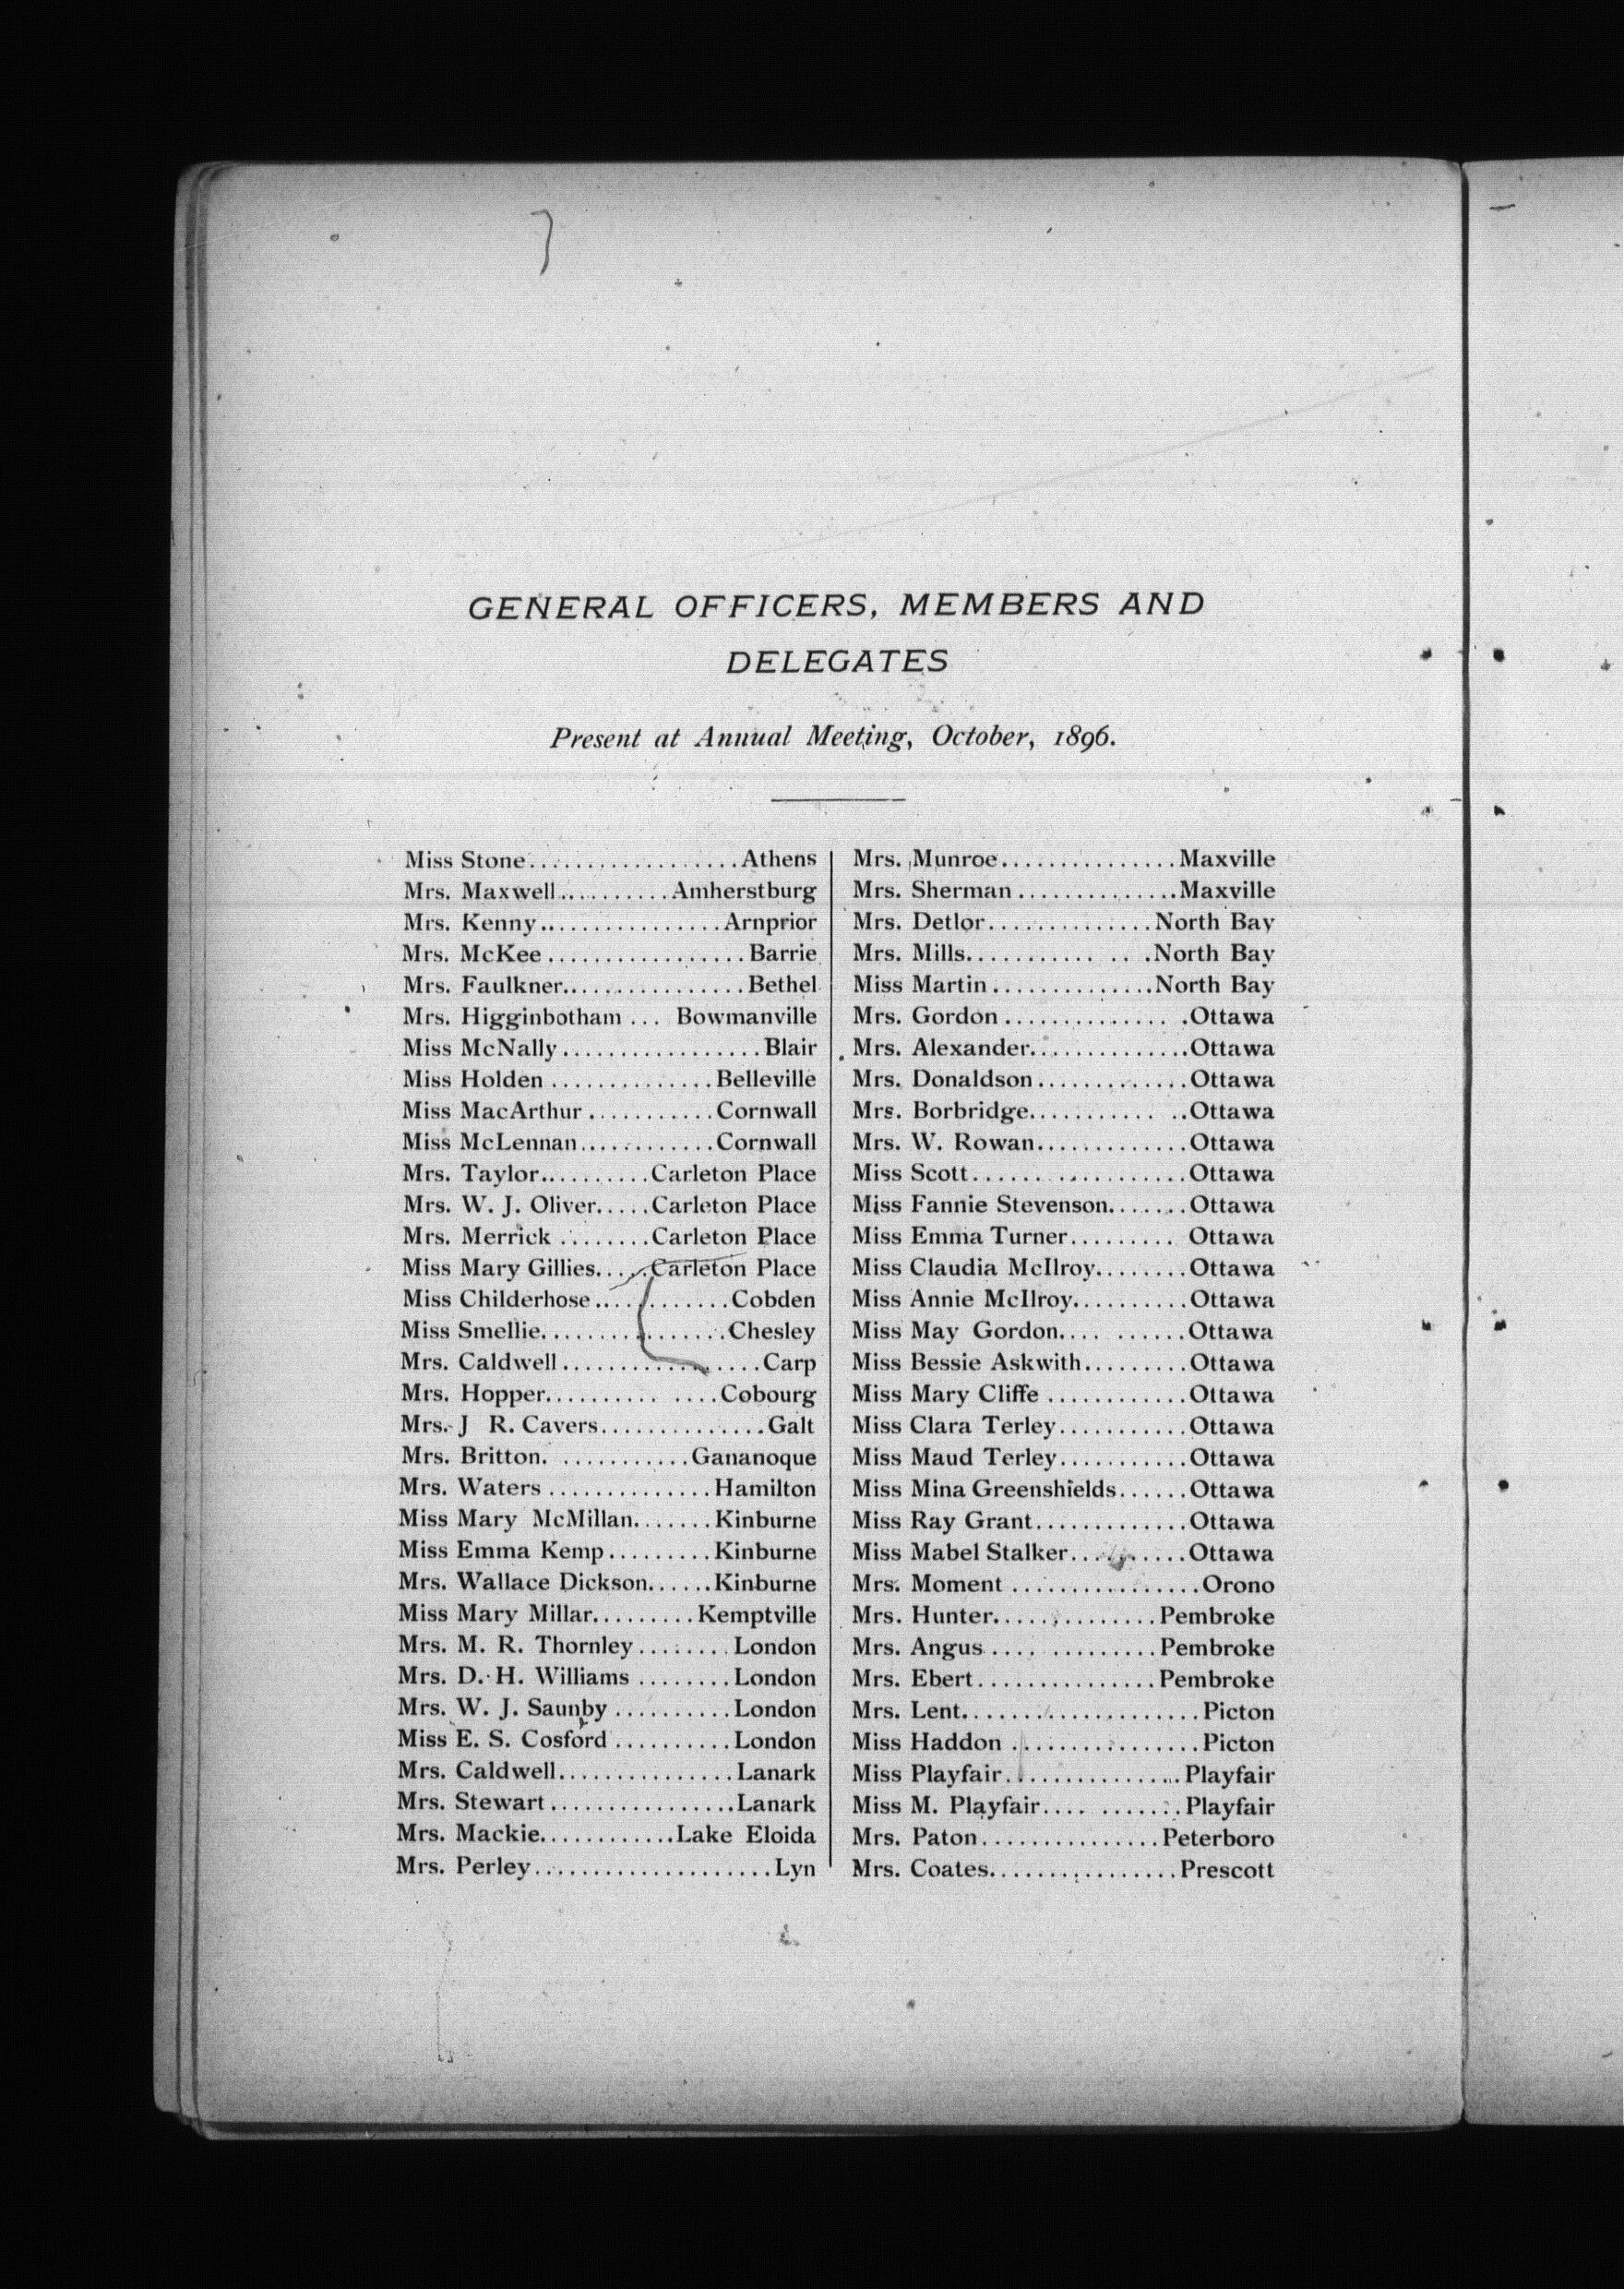 GENERAL OFFICERS, MEMBERS AND
DELEGATES
Present at Annual Meeting, October, 1896.
Miss Stone..................Athens
Mrs. Maxwell..........Amherstburg
Mrs. Kenny................Arnprior
Mrs. McKee.................Barrie
Mrs. Faulkner................Bethel
Mrs. Higginbotham ... Bowmanville
Miss McNally.................Blair
Miss Holden..............Belleville
Miss MacArthur...........Cornwall
Miss McLennan............Cornwall
Mrs. Taylor..........Carleton Place
Mrs. W. J. Oliver.....Carleton Place
Mrs. Merrick ........Carleton Place
Miss Mary Gillies.....Carleton Place
Miss Childerhose............Cobden
Miss Smellie................Chesley
Mrs. Caldwell.................Carp
Mrs. Hopper.......... ....Cobourg
Mrs. J R. Cavers..............Galt
Mrs. Britton. ...........Gananoque
Mrs. Waters..............Hamilton
Miss Mary McMillan.......Kinburne
Miss Emma Kemp.........Kinburne
Mrs. Wallace Dickson......Kinburne
Miss Mary Millar.........Kemptville
Mrs. M. R. Thornley........London
Mrs. D. H. Williams ........London
Mrs. W. J. Saunby..........London
Miss E. S. Cosford..........London
Mrs. Caldwell...............Lanark
Mrs. Stewart................Lanark
Mrs. Mackie............Lake Eloida
Mrs. Perley....................Lyn
Mrs. Munroe...............Maxville
Mrs. Sherman..............Maxville
Mrs. Detlor..............North Bay
Mrs. Mills........... .. .North Bay
Miss Martin..............North Bay
Mrs. Gordon.............. .Ottawa
Mrs. Alexander..............Ottawa
Mrs. Donaldson.............Ottawa
Mrs. Borbridge........... ..Ottawa
Mrs. W. Rowan.............Ottawa
Miss Scott...................Ottawa
Miss Fannie Stevenson.......Ottawa
Miss Emma Turner......... Ottawa
Miss Claudia McIlroy........Ottawa
Miss Annie McIlroy..........Ottawa
Miss May Gordon.... ......Ottawa
Miss Bessie Askwith.........Ottawa
Miss Mary Cliffe ............Ottawa
Miss Clara Terley...........Ottawa
Miss Maud Terley...........Ottawa
Miss Mina Greenshields......Ottawa
Miss Ray Grant.............Ottawa
Miss Mabel Stalker..........Ottawa
Mrs. Moment ................Orono
Mrs. Hunter..............Pembroke
Mrs. Angus.... .........Pembroke
Mrs. Ebert...............Pembroke
Mrs. Lent.....................Picton
Miss Haddon ................Picton
Miss Playfair...............Playfair
Miss M. Playfair.... .......Playfair
Mrs. Paton...............Peterboro
Mrs. Coates................Prescott